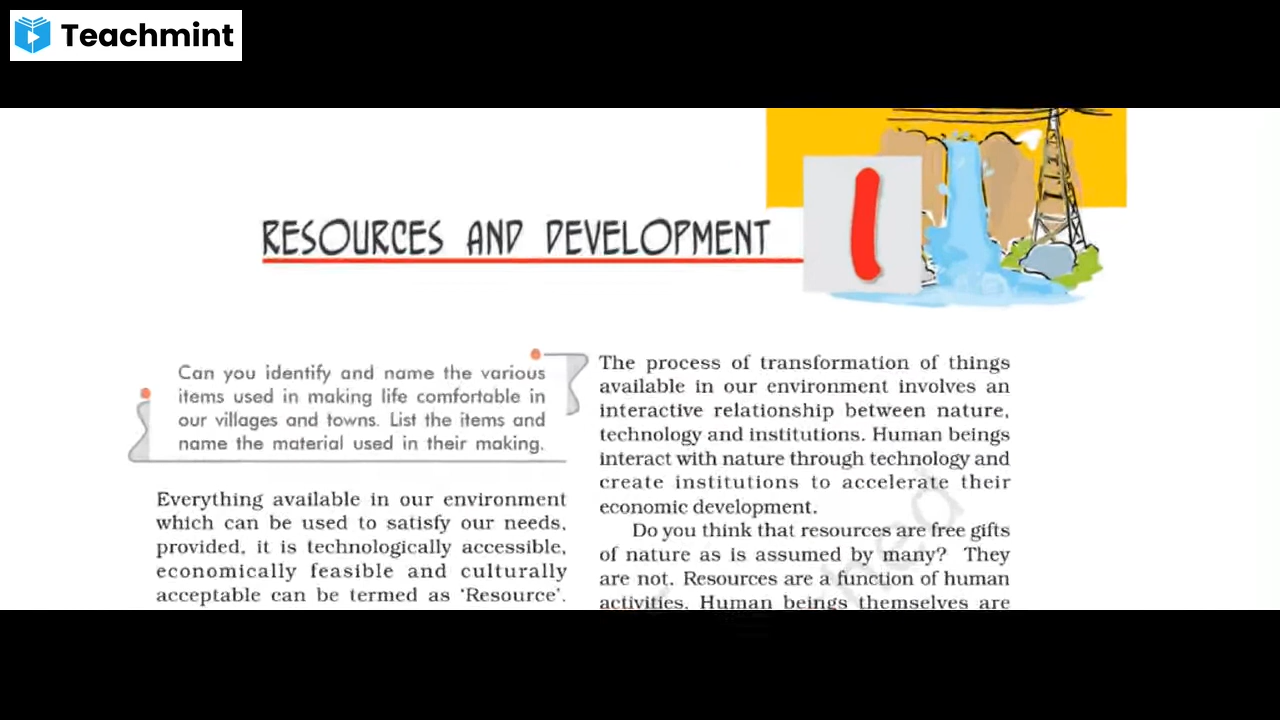 Teachmint
RESOURCES AND DEVELOPMENT
1
Can you identify and name the various
items used in making life comfortable in
our villages and towns. List the items and
name the material used in their making.
Everything available in our environment
which can be used to satisfy our needs,
provided, it is technologically accessible,
economically feasible and culturally
acceptable can be termed as ‘Resource’.
The process of transformation of things
available in our environment involves an
interactive relationship between nature,
technology and institutions. Human beings
interact with nature through technology and
create institutions to accelerate their
economic development.
Do you think that resources are free gifts
of nature as is assumed by many? They
are not. Resources are a function of human
activities. Human beings themselves are